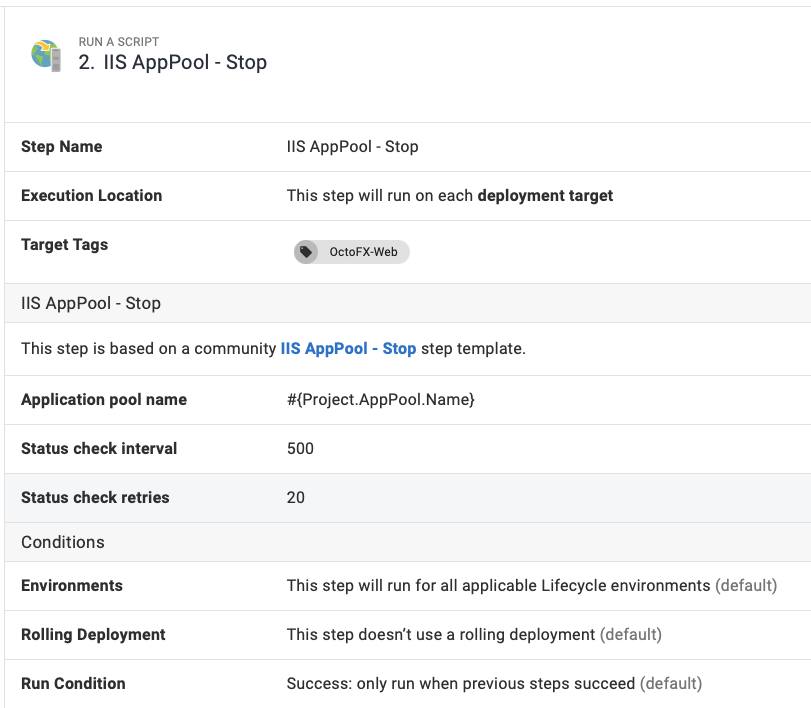 RUN A SCRIPT
2. IIS AppPool - Stop
Step Name IIS AppPool - Stop
Execution Location This step will run on each deployment target
Target Tags OctoFX-Web
IIS AppPool - Stop
This step is based on a community IIS AppPool - Stop step template.
Application pool name #{Project.AppPool.Name}
Status check interval 500
Status check retries 20
Conditions
Environments This step will run for all applicable Lifecycle environments (default)
Rolling Deployment This step doesn’t use a rolling deployment (default)
Run Condition Success: only run when previous steps succeed (default)